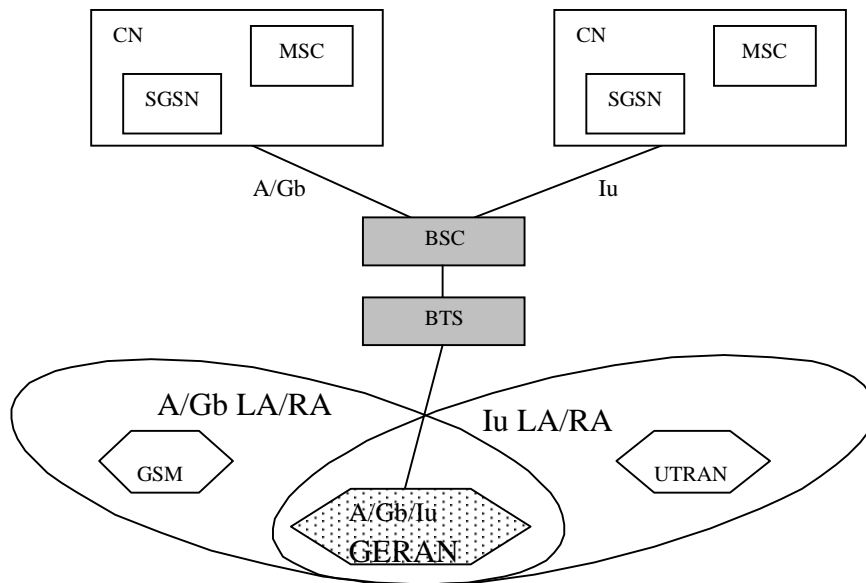 CN
MSC
SGSN
CN
MSC
SGSN
A/Gb
Iu
BSC
BTS
A/Gb LA/RA
Iu LA/RA
GSM
UTRAN
A/Gb/Iu
GERAN